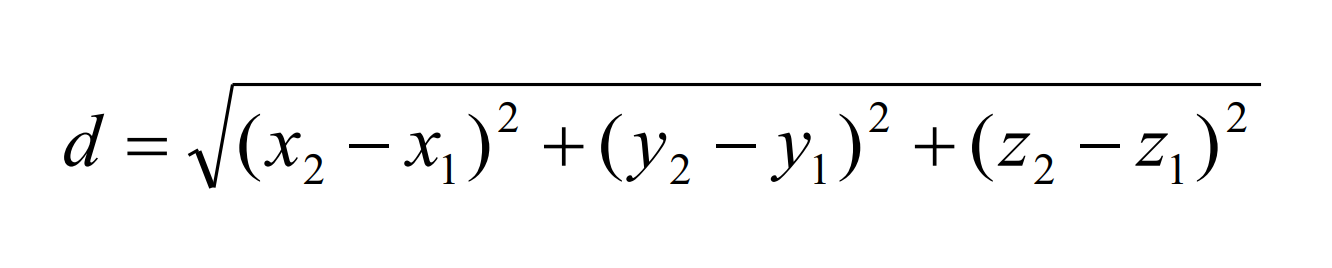 d = √(x₂ − x₁)² + (y₂ − y₁)² + (z₂ − z₁)²